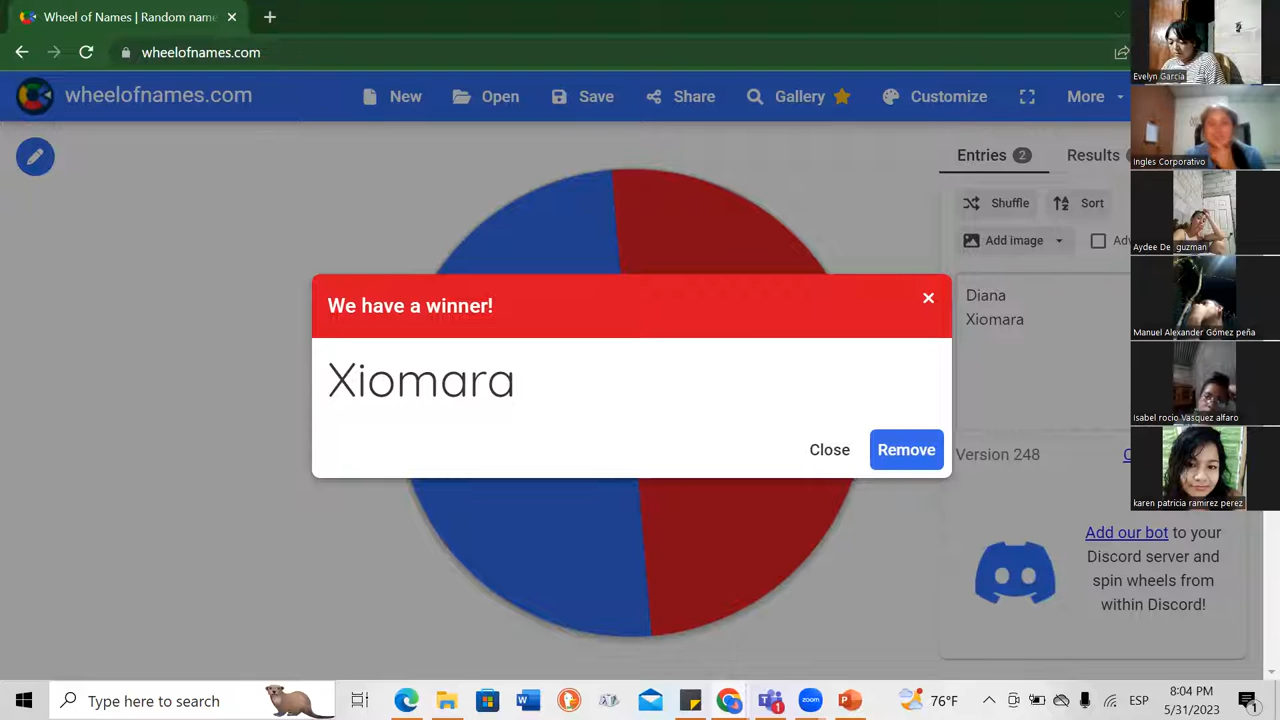 Wheel of Names | Random name
wheelofnames.com
wheelofnames.com
New
Open
Save
Share
Gallery
Customize
More
Entries 2
Results
Shuffle
Sort
Add image
We have a winner!
Xiomara
Close
Remove
Diana
Xiomara
Version 248
Add our bot to your
Discord server and
spin wheels from
within Discord!
Evelyn Garcia
Ingles Corporativo
Aydee De guzman
Manuel Alexander Gómez peña
Isabel rocio Vasquez alfaro
karen patricia ramirez perez
Type here to search
76°F
ESP
8:04 PM
5/31/2023